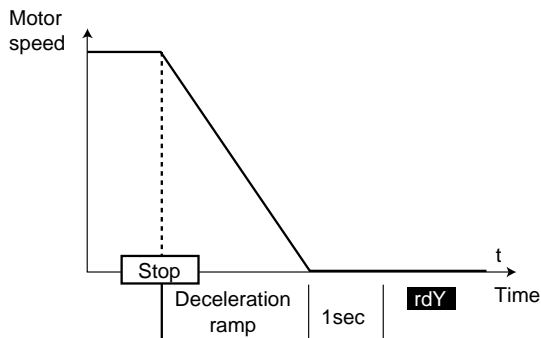 Motor
speed
t
Stop
Deceleration
ramp
1sec
rdY
Time